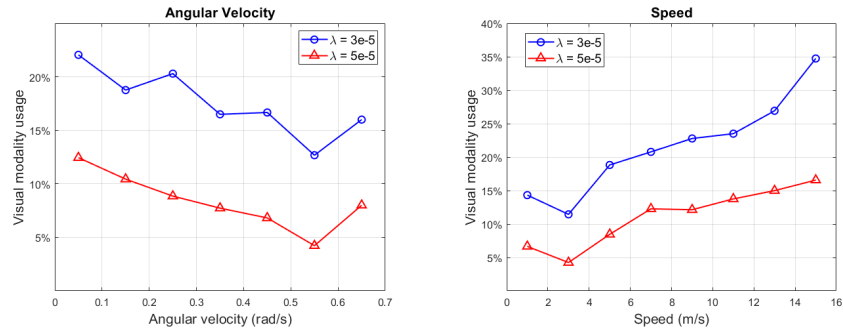 Angular Velocity
λ = 3e-5
λ = 5e-5
20%
15%
10%
5%
Visual modality usage
0 0.1 0.2 0.3 0.4 0.5 0.6 0.7
Angular velocity (rad/s)
Speed
λ = 3e-5
λ = 5e-5
40%
35%
30%
25%
20%
15%
10%
5%
Visual modality usage
0 2 4 6 8 10 12 14 16
Speed (m/s)